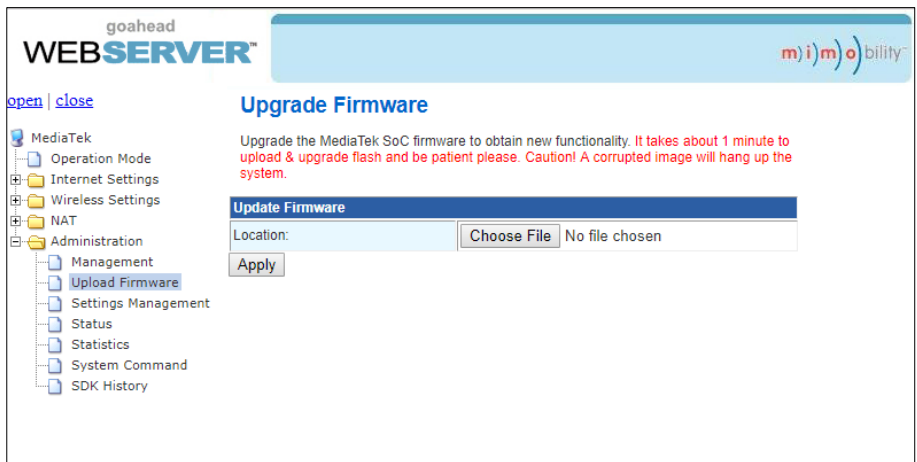 goahead
WEBSERVER™
m)i)m)o)bility™
open | close
MediaTek
Operation Mode
Internet Settings
Wireless Settings
NAT
Administration
Management
Upload Firmware
Settings Management
Status
Statistics
System Command
SDK History
Upgrade Firmware
Upgrade the MediaTek SoC firmware to obtain new functionality. It takes about 1 minute to
upload & upgrade flash and be patient please. Caution! A corrupted image will hang up the
system.
Update Firmware
Location: Choose File No file chosen
Apply